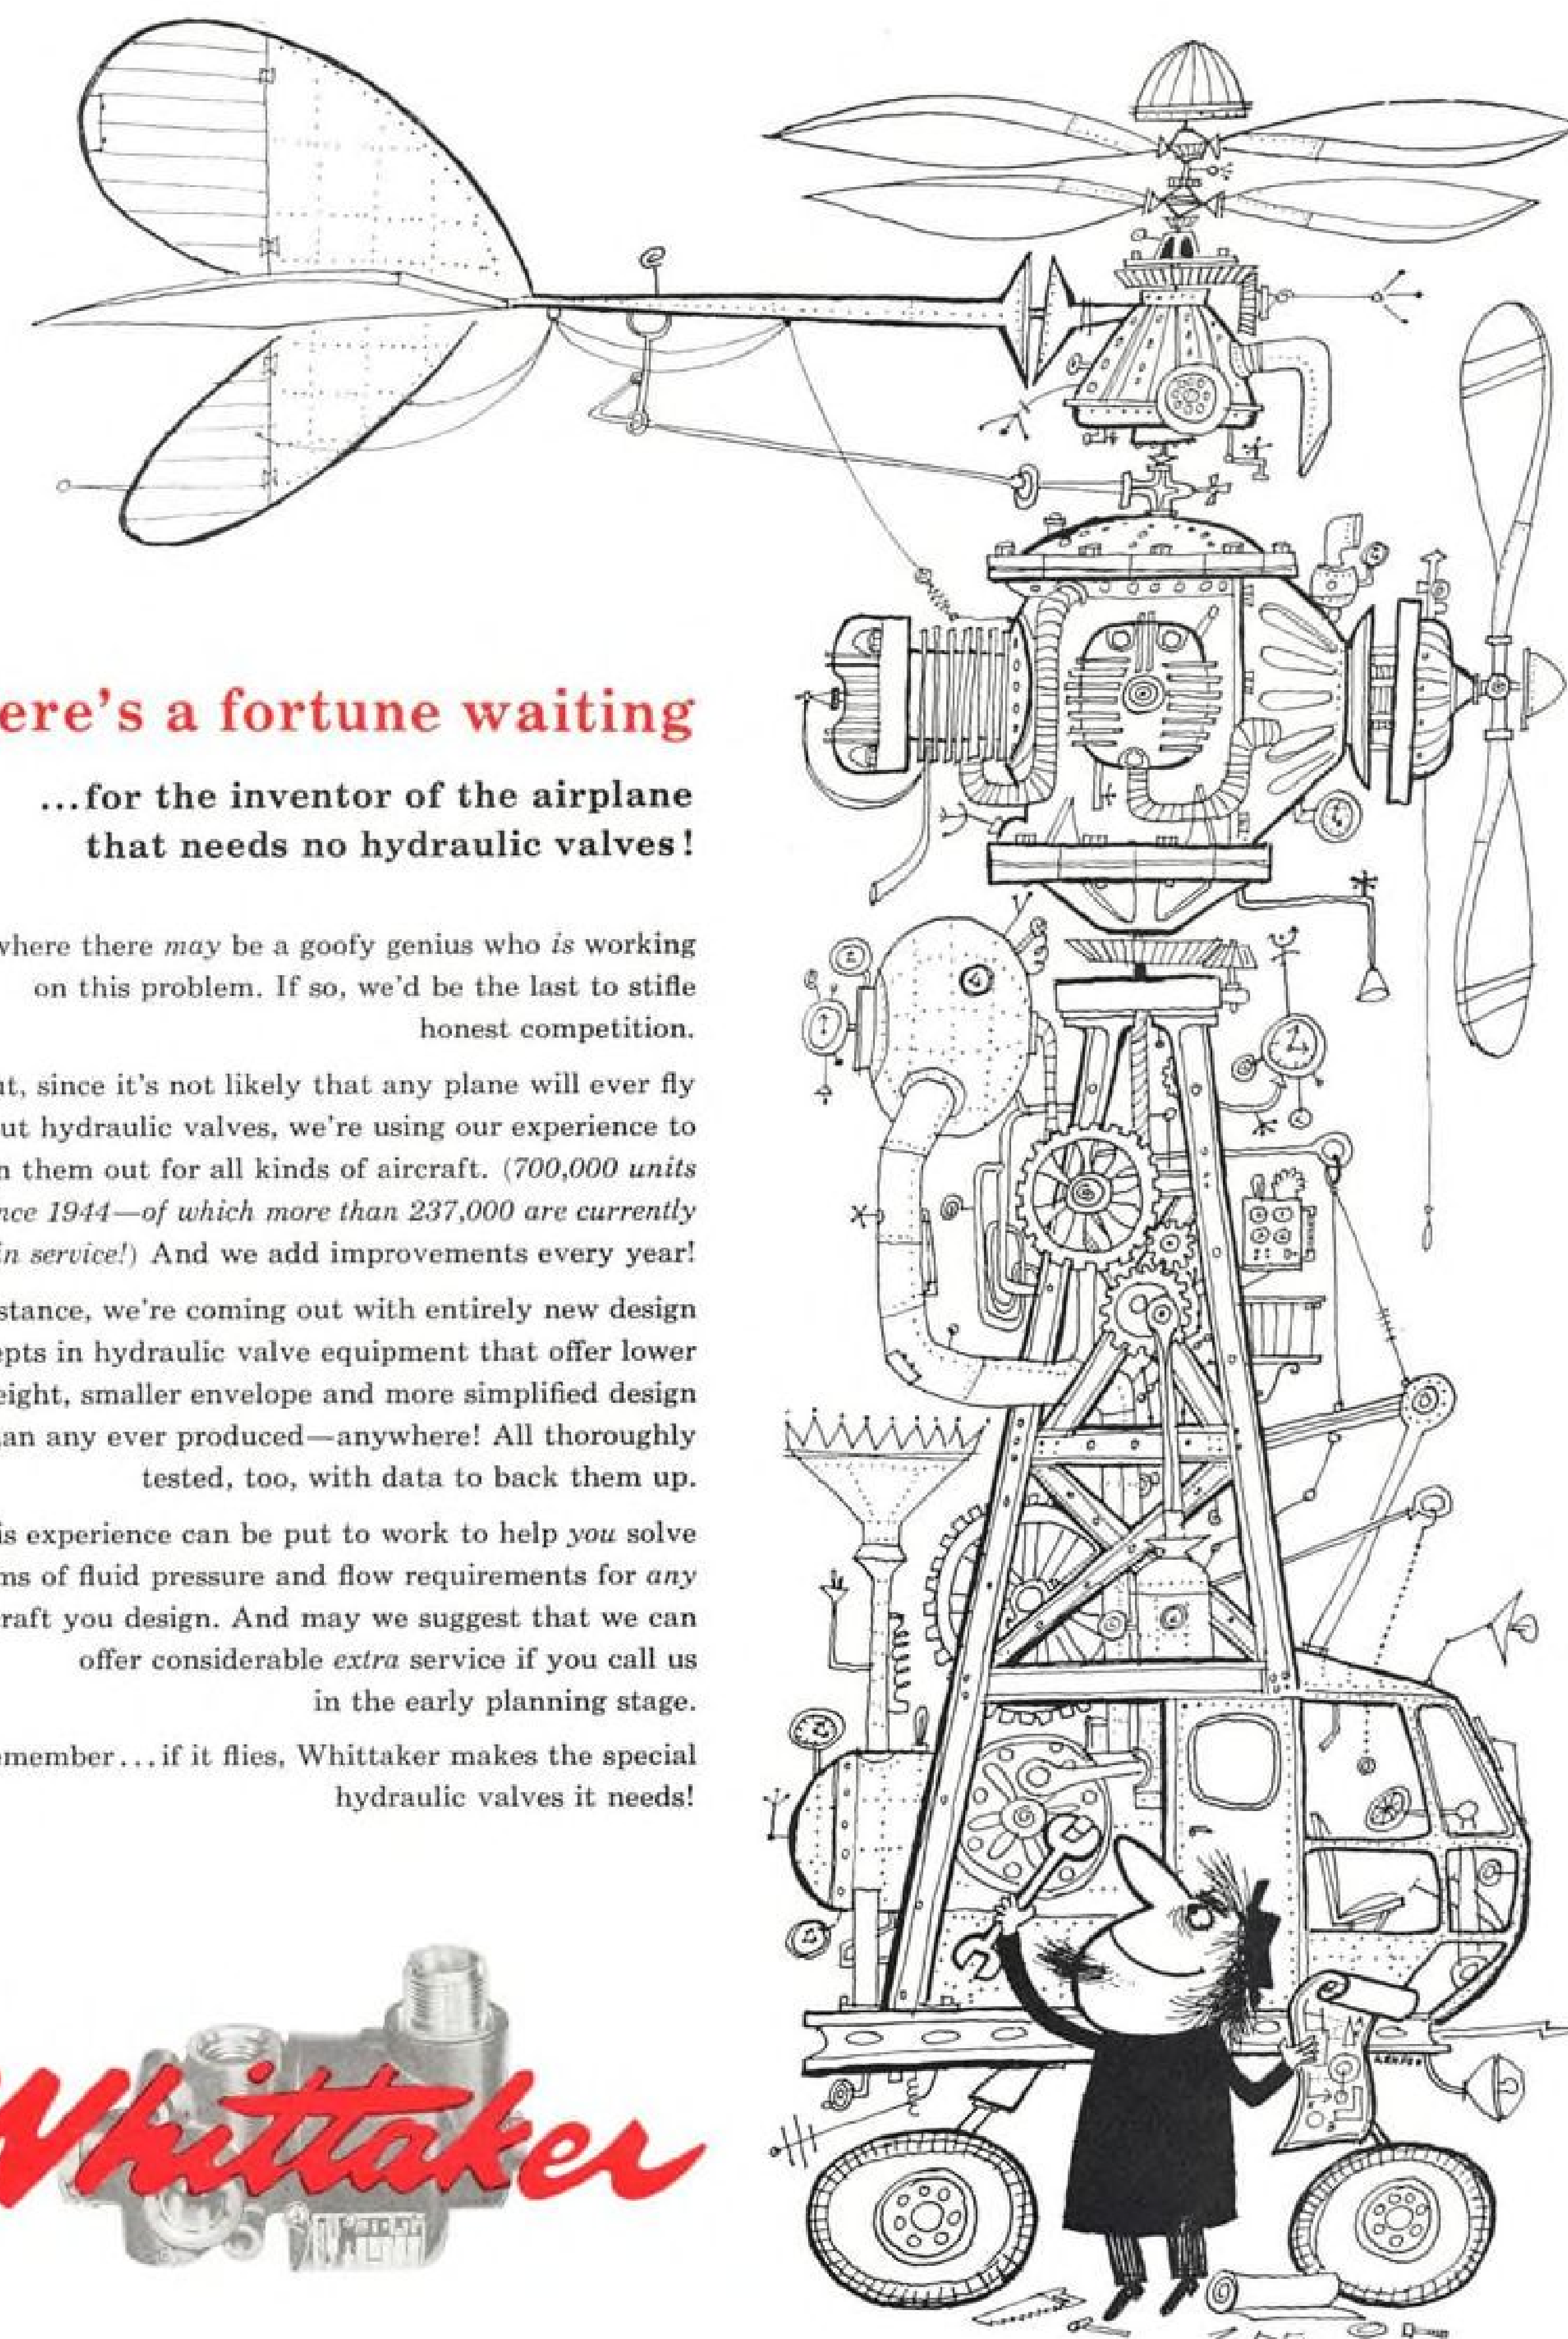 ere's a fortune waiting
...for the inventor of the airplane
that needs no hydraulic valves!
where there may be a goofy genius who is working
on this problem. If so, we'd be the last to stifle
honest competition.
ut, since it's not likely that any plane will ever fly
ut hydraulic valves, we're using our experience to
n them out for all kinds of aircraft. (700,000 units
nce 1944—of which more than 237,000 are currently
in service!) And we add improvements every year!
stance, we're coming out with entirely new design
epts in hydraulic valve equipment that offer lower
eight, smaller envelope and more simplified design
an any ever produced—anywhere! All thoroughly
tested, too, with data to back them up.
is experience can be put to work to help you solve
ms of fluid pressure and flow requirements for any
raft you design. And may we suggest that we can
offer considerable extra service if you call us
in the early planning stage.
emember...if it flies, Whittaker makes the special
hydraulic valves it needs!
Whittaker